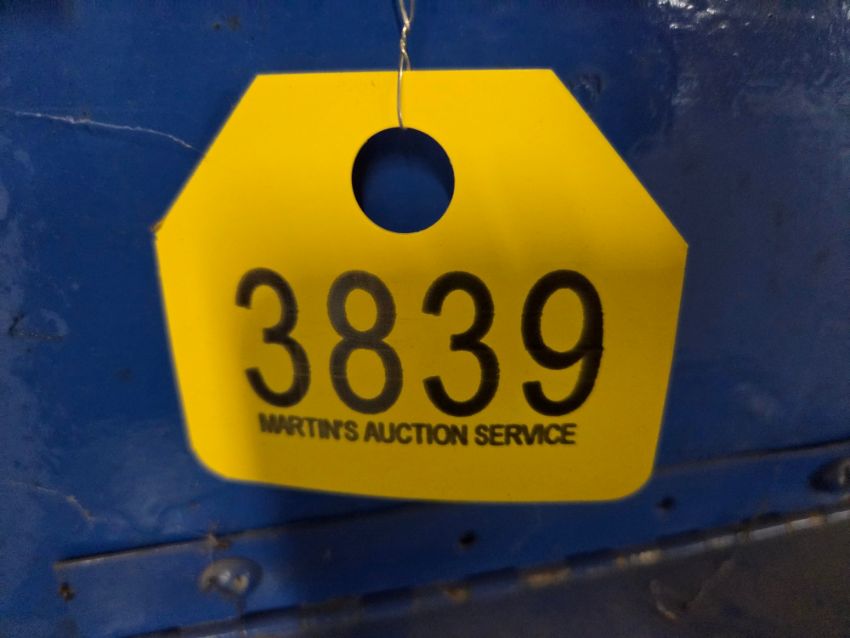 3839
MARTIN'S AUCTION SERVICE